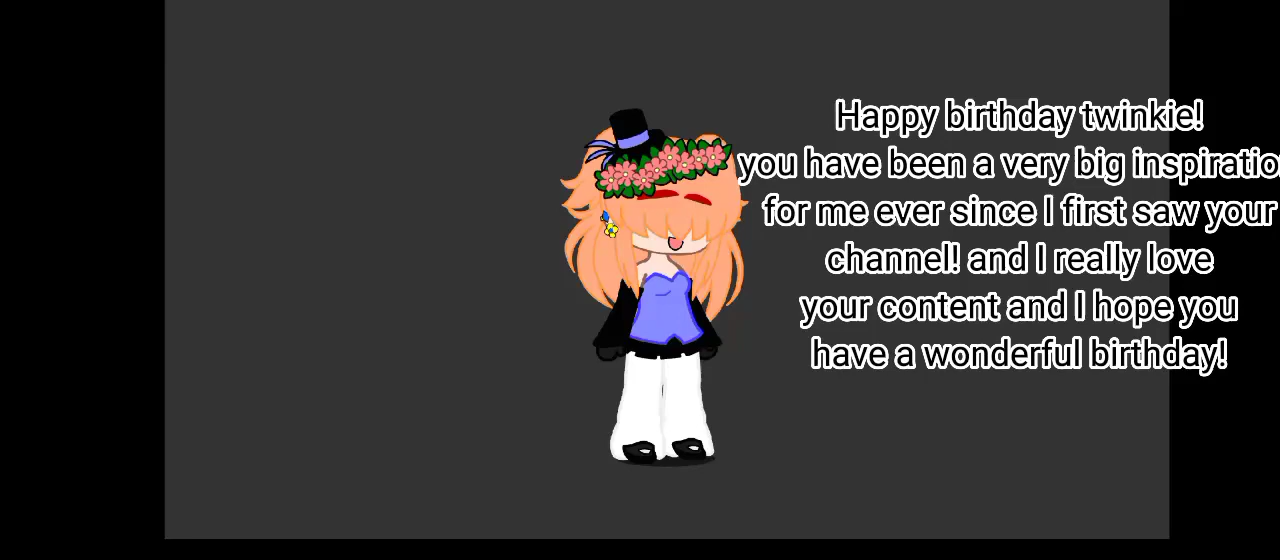 Happy birthday twinkie!
you have been a very big inspiratio
for me ever since I first saw your
channel! and I really love
your content and I hope you
have a wonderful birthday!